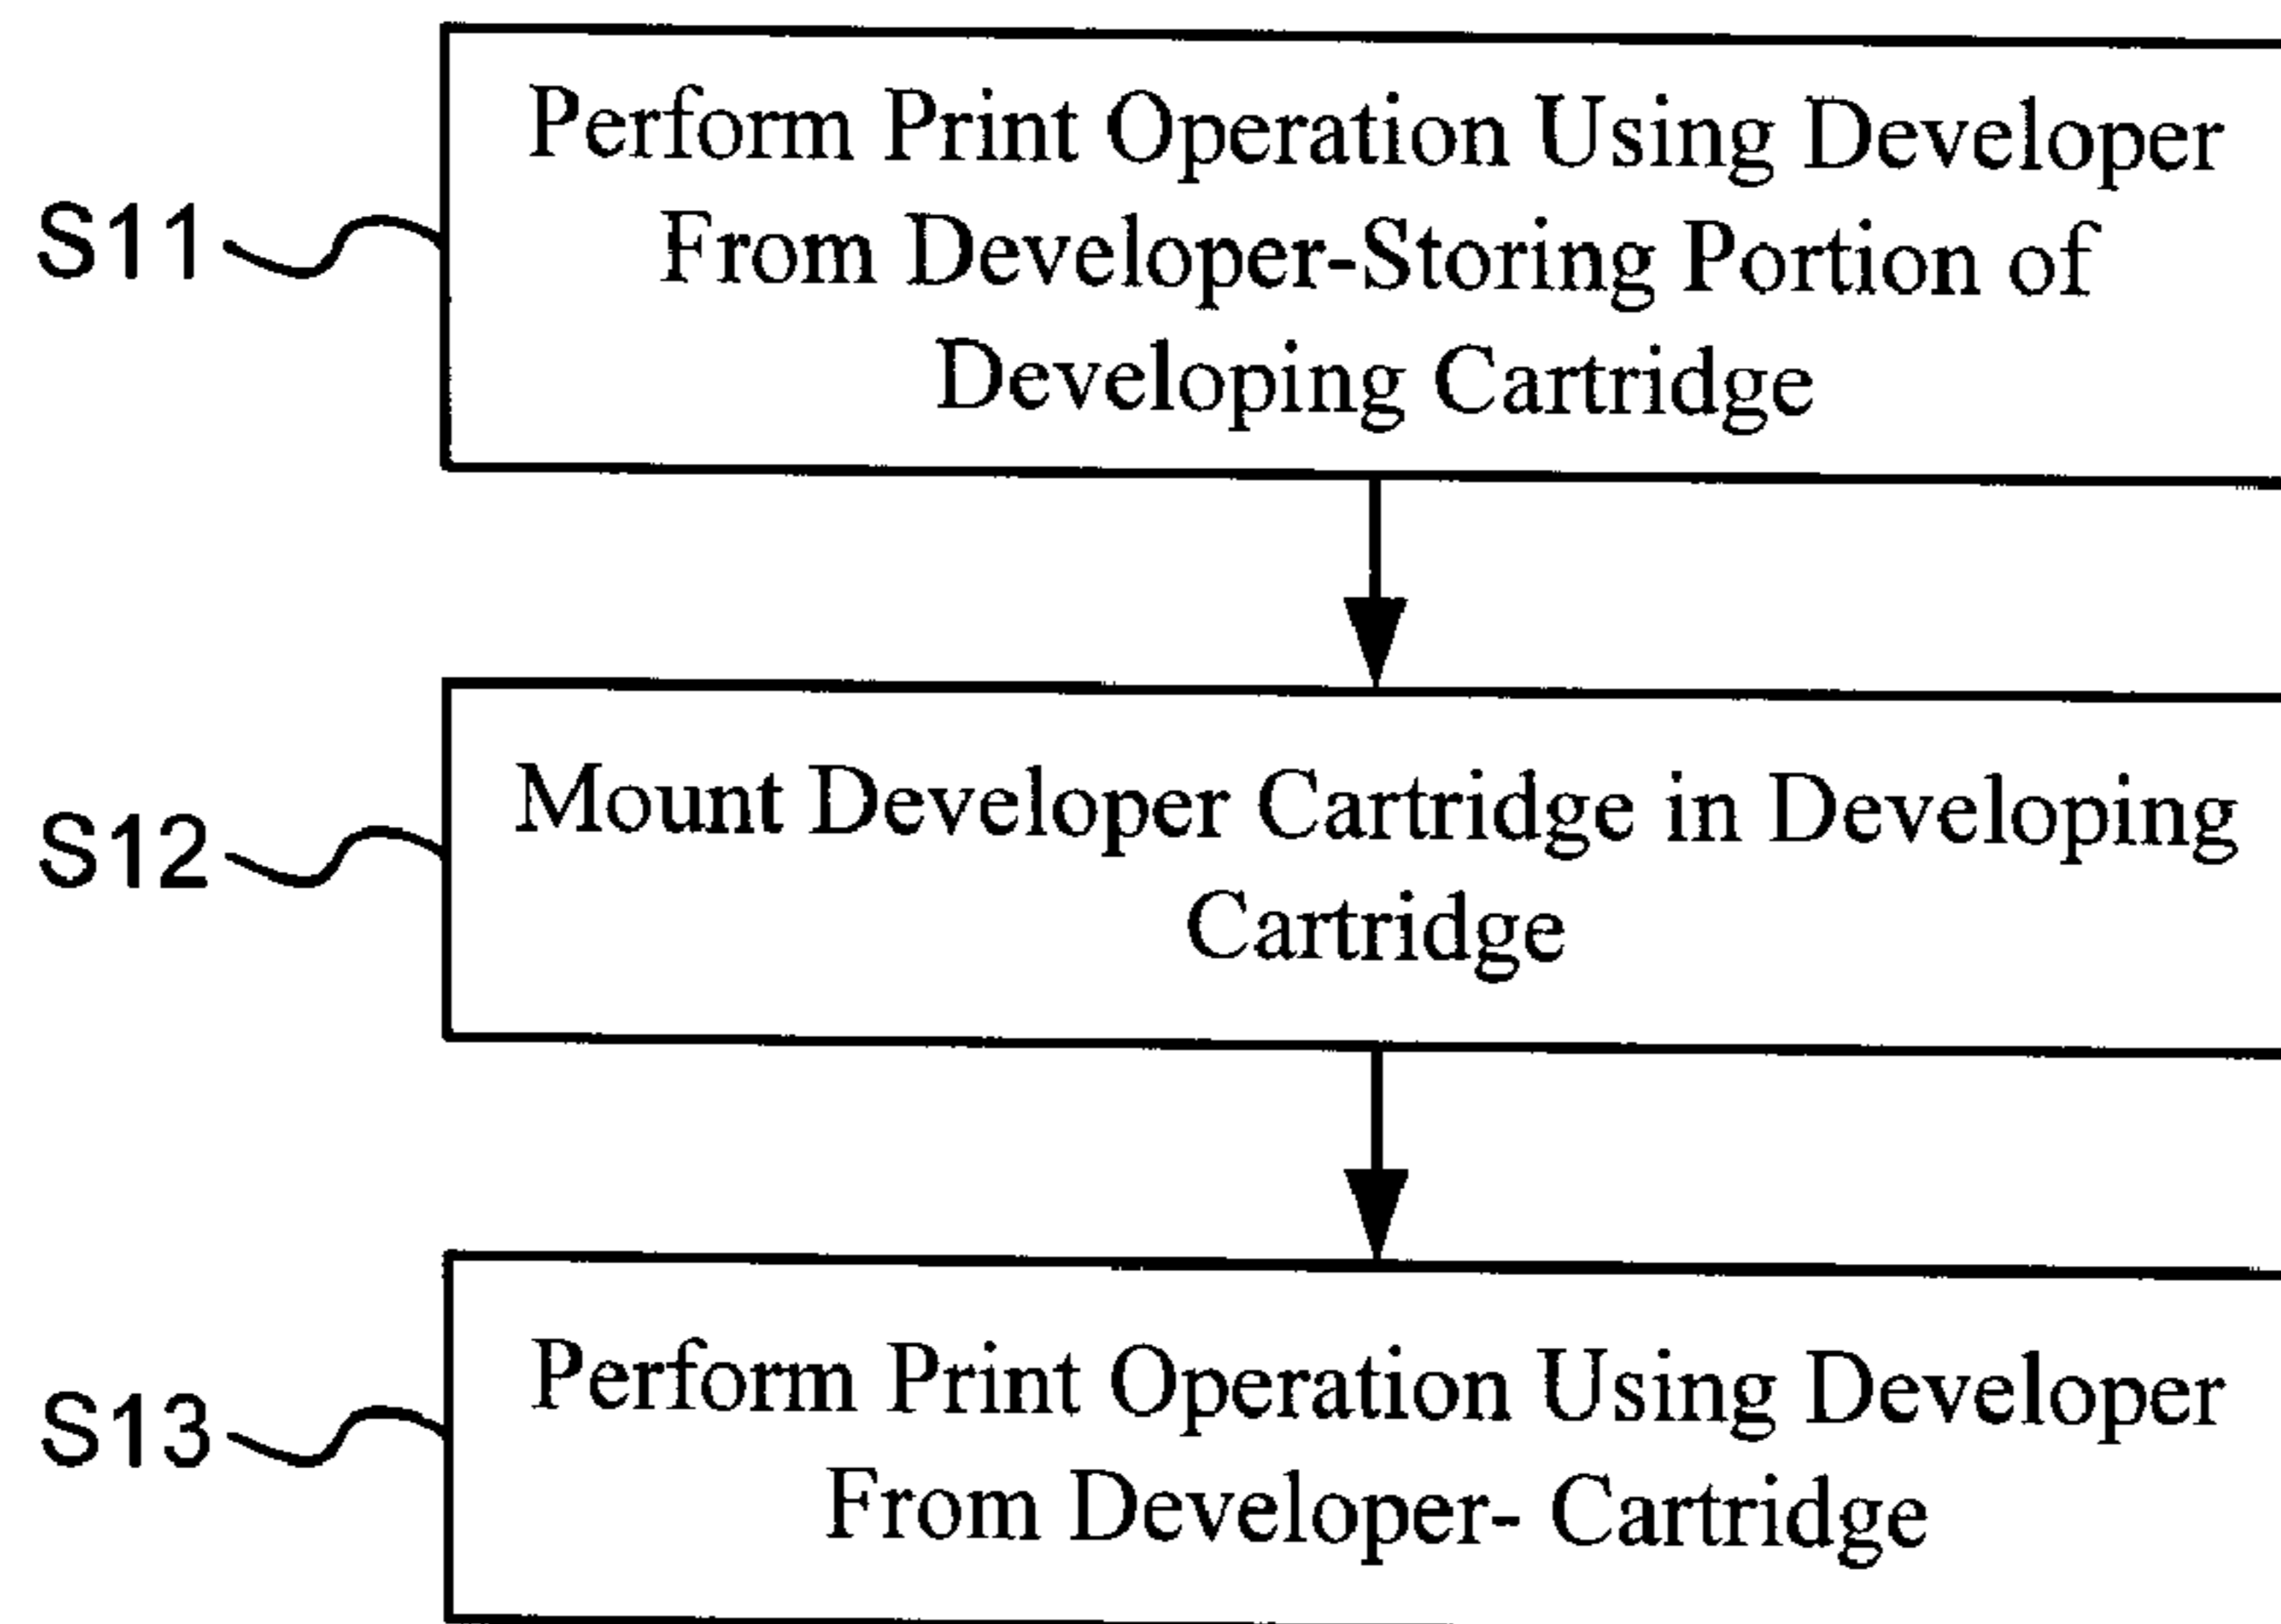 S11
Perform Print Operation Using Developer
From Developer-Storing Portion of
Developing Cartridge
S12
Mount Developer Cartridge in Developing
Cartridge
S13
Perform Print Operation Using Developer
From Developer- Cartridge